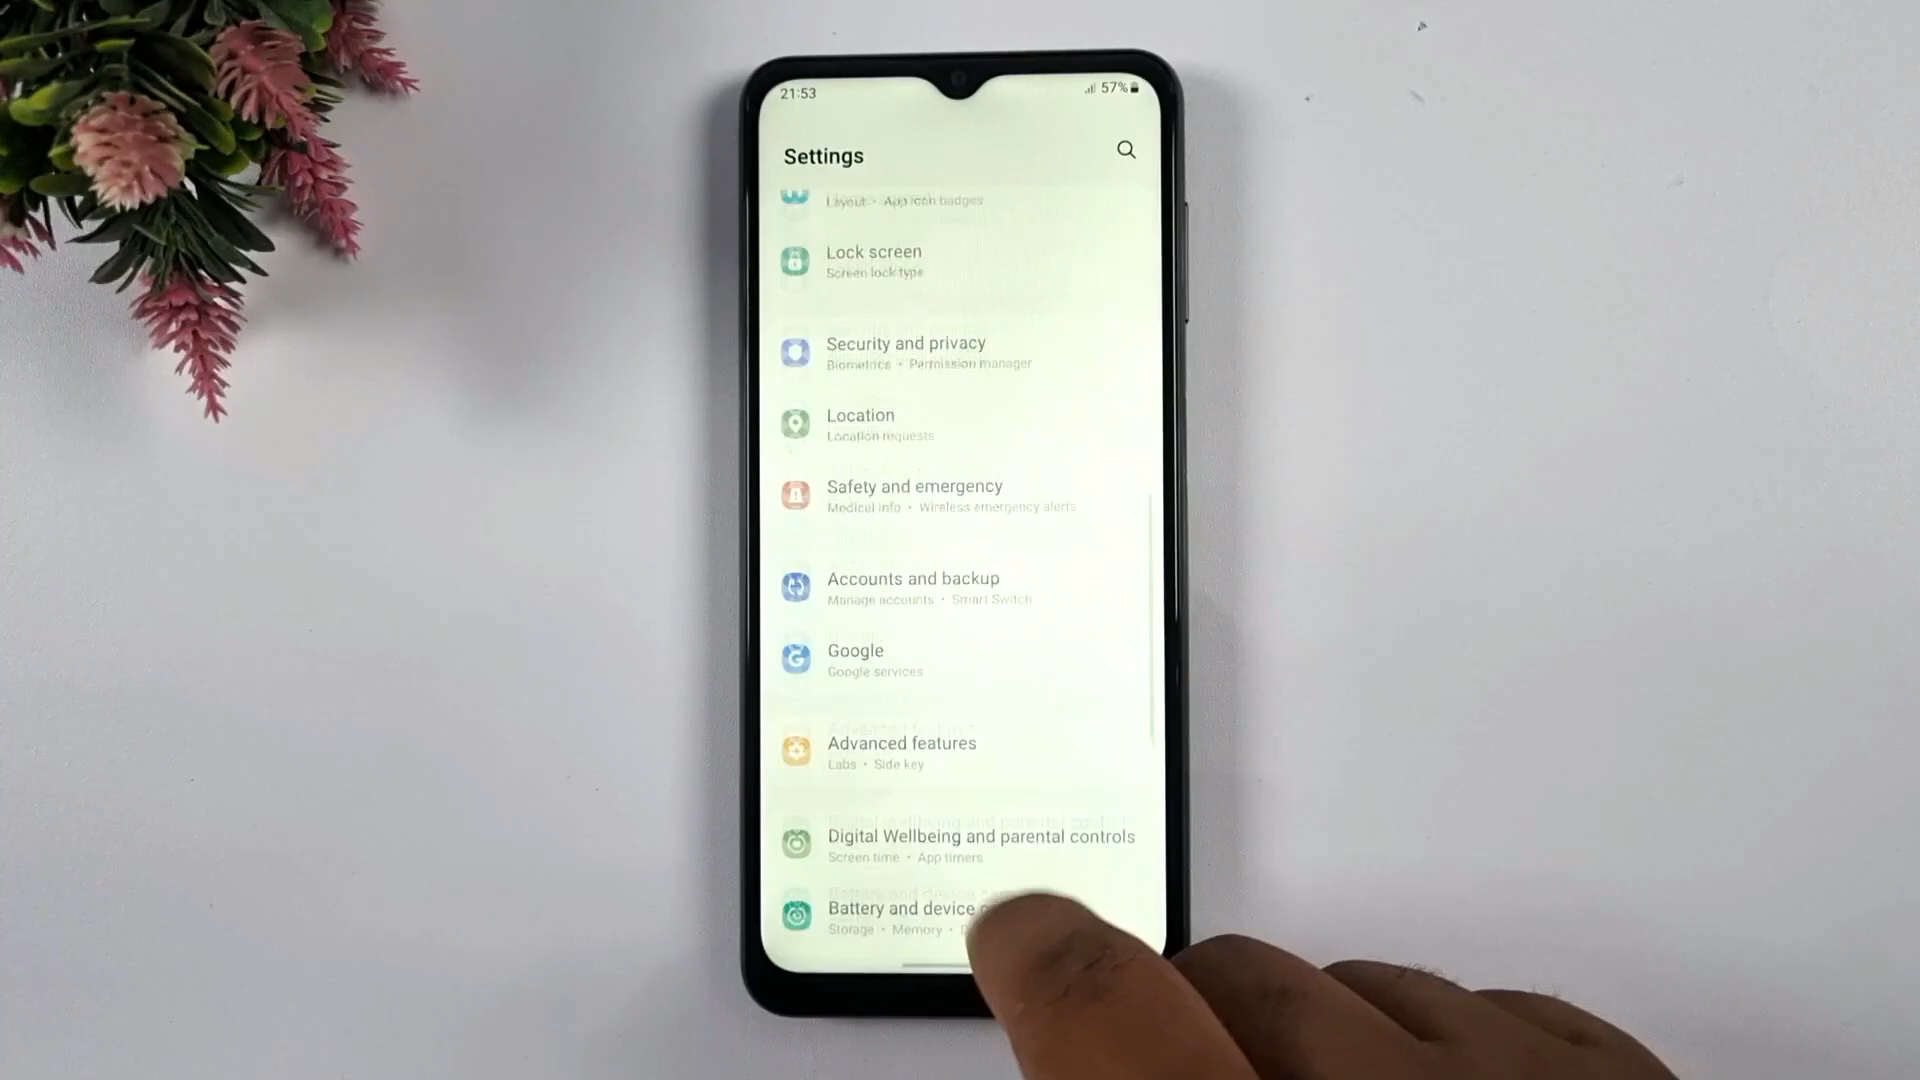 21:53
57%
Settings
Layout • App icon badges
Lock screen
Screen lock type
Security and privacy
Biometrics • Permission manager
Location
Location requests
Safety and emergency
Medical info • Wireless emergency alerts
Accounts and backup
Manage accounts • Smart Switch
Google
Google services
Advanced features
Labs • Side key
Digital Wellbeing and parental controls
Screen time • App timers
Battery and device
Storage • Memory •